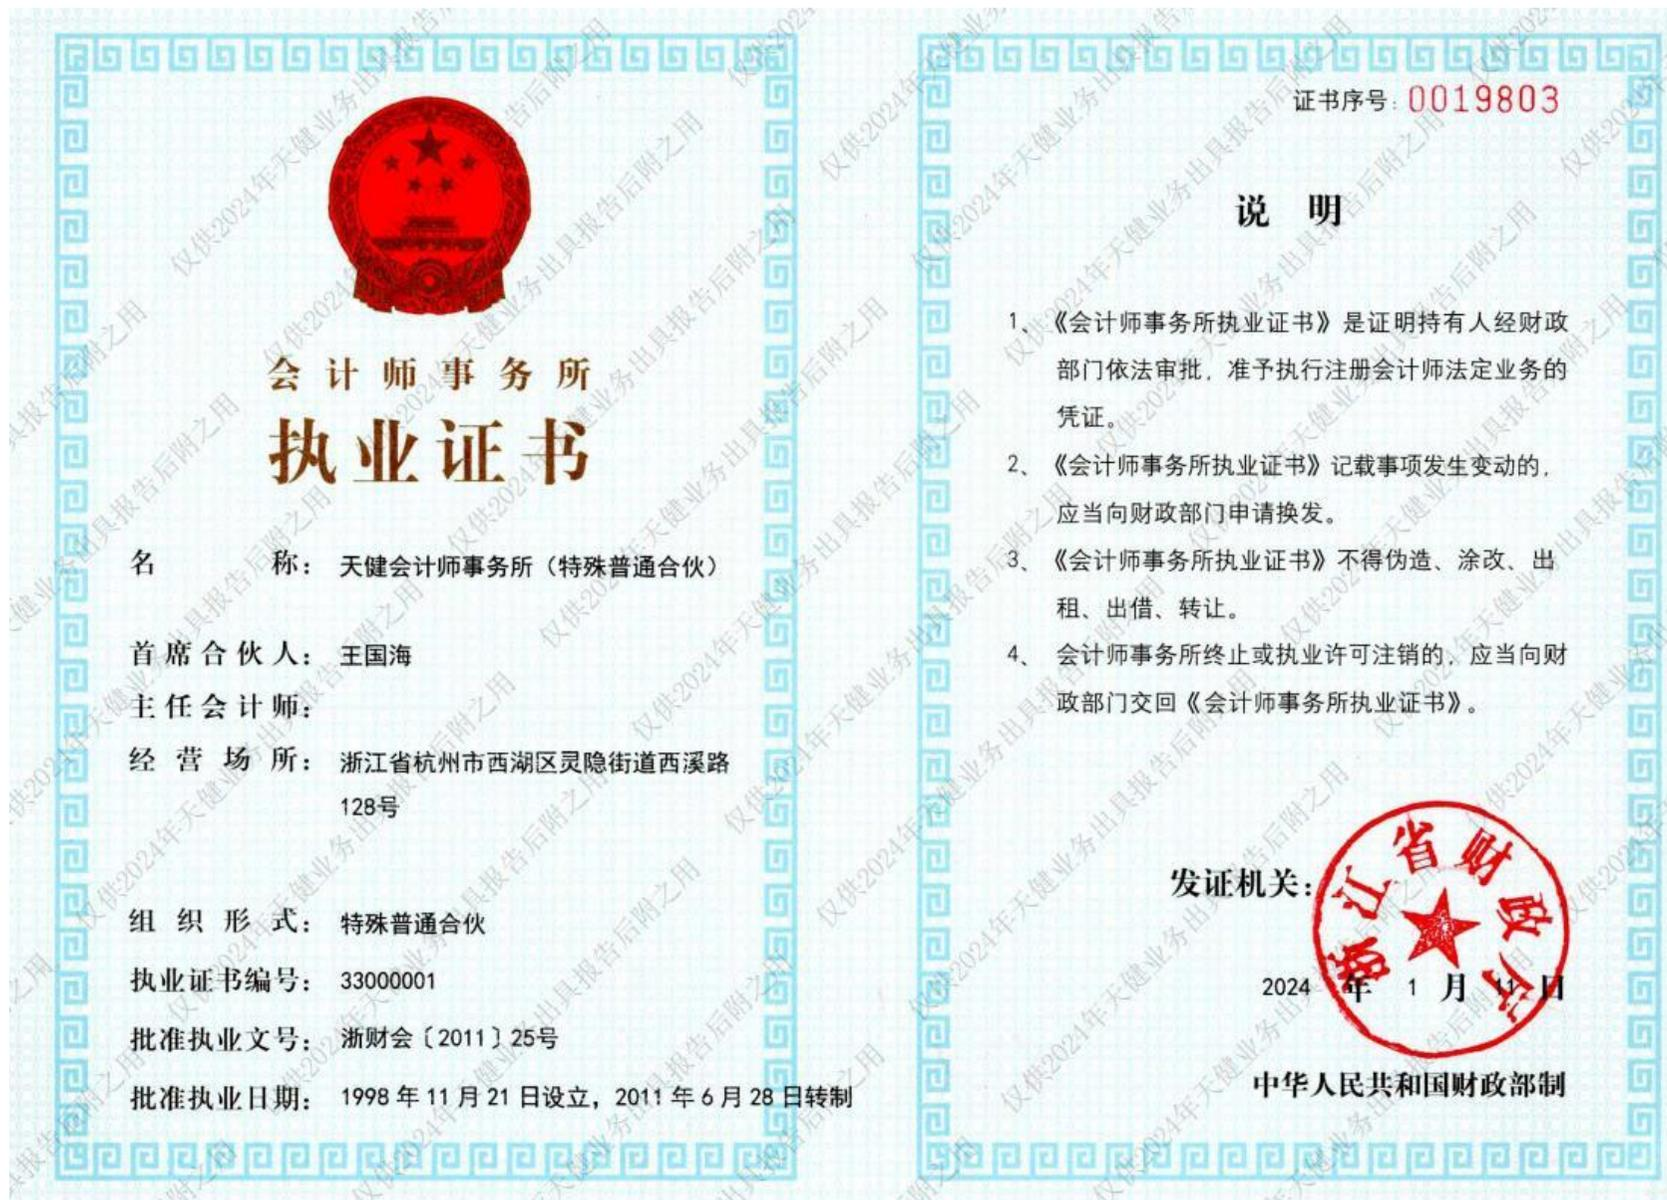 会计师事务所
执业证书
名称：天健会计师事务所（特殊普通合伙）
首席合伙人：王国海
主任会计师：
经营场所：浙江省杭州市西湖区灵隐街道西溪路
128号
组织形式：特殊普通合伙
执业证书编号：33000001
批准执业文号：浙财会〔2011〕25号
批准执业日期：1998年11月21日设立，2011年6月28日转制
证书序号：0019803
说明
1、《会计师事务所执业证书》是证明持有人经财政
部门依法审批，准予执行注册会计师法定业务的
凭证。
2、《会计师事务所执业证书》记载事项发生变动的，
应当向财政部门申请换发。
3、《会计师事务所执业证书》不得伪造、涂改、出
租、出借、转让。
4、会计师事务所终止或执业许可注销的，应当向财
政部门交回《会计师事务所执业证书》。
发证机关：
浙江省财政厅
2024年1月11日
中华人民共和国财政部制
仅供2024年天健业务出具报告后附之用